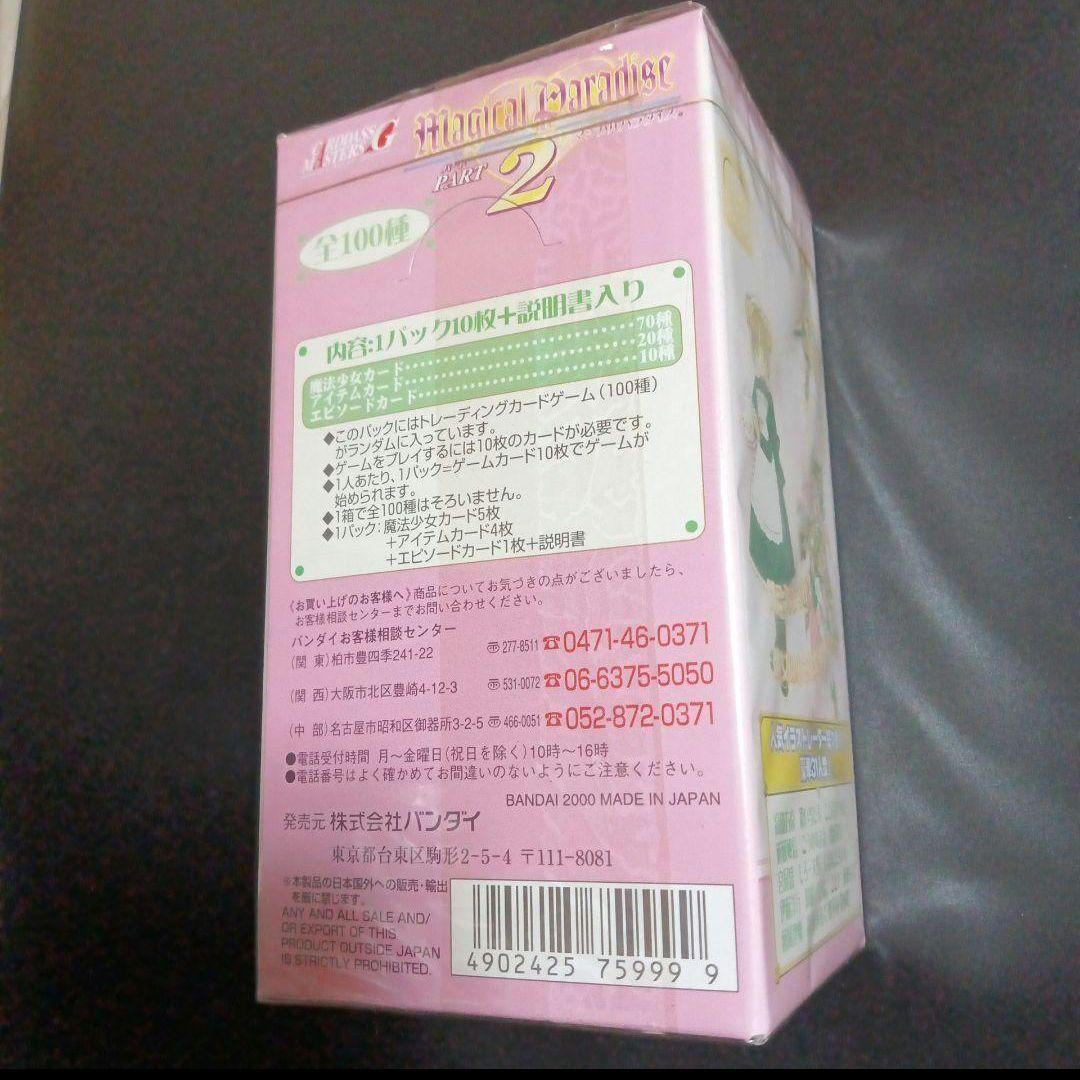 CARDDASS
MASTERS G
Magical Paradise
PART 2
全100種
内容:1パック10枚+説明書入り
魔法少女カード・・・・・・・・・・・・・・・・・・・・・・・70種
アイテムカード・・・・・・・・・・・・・・・・・・・・・・・20種
エピソードカード・・・・・・・・・・・・・・・・・・・・・10種
◆このパックにはトレーディングカードゲーム(100種)
がランダムに入っています。
◆ゲームをプレイするには10枚のカードが必要です。
◆1人あたり、1パック=ゲームカード10枚でゲームが
始められます。
◆1箱で全100種はそろいません。
◆1パック:魔法少女カード5枚
+アイテムカード4枚
+エピソードカード1枚+説明書
《お買い上げのお客様へ》商品についてお気づきの点がございましたら、
お客様相談センターまでお問い合わせください。
バンダイお客様相談センター
(関 東)柏市豊四季241-22 〒277-8511 ☎0471-46-0371
(関 西)大阪市北区豊崎4-12-3 〒531-0072 ☎06-6375-5050
(中 部)名古屋市昭和区御器所3-2-5 〒466-0051 ☎052-872-0371
●電話受付時間 月〜金曜日(祝日を除く)10時〜16時
●電話番号はよく確かめてお間違いのないようにご注意ください。
BANDAI 2000 MADE IN JAPAN
発売元 株式会社バンダイ
東京都台東区駒形2-5-4 〒111-8081
※本製品の日本国外への販売・輸出
を厳に禁じます。
ANY AND ALL SALE AND/
OR EXPORT OF THIS
PRODUCT OUTSIDE JAPAN
IS STRICTLY PROHIBITED.
4902425 75999 9
人気イラストレーター